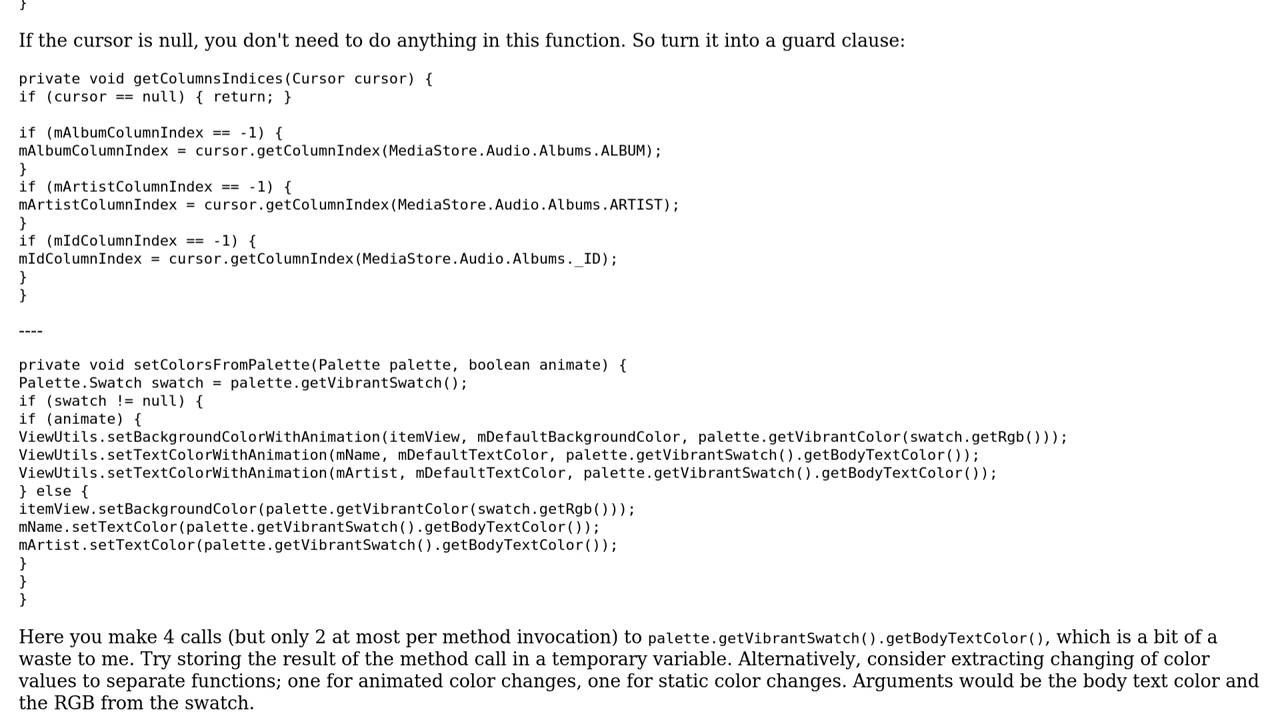 }
If the cursor is null, you don't need to do anything in this function. So turn it into a guard clause:
private void getColumnsIndices(Cursor cursor) {
if (cursor == null) { return; }
if (mAlbumColumnIndex == -1) {
mAlbumColumnIndex = cursor.getColumnIndex(MediaStore.Audio.Albums.ALBUM);
}
if (mArtistColumnIndex == -1) {
mArtistColumnIndex = cursor.getColumnIndex(MediaStore.Audio.Albums.ARTIST);
}
if (mIdColumnIndex == -1) {
mIdColumnIndex = cursor.getColumnIndex(MediaStore.Audio.Albums._ID);
}
}
----
private void setColorsFromPalette(Palette palette, boolean animate) {
Palette.Swatch swatch = palette.getVibrantSwatch();
if (swatch != null) {
if (animate) {
ViewUtils.setBackgroundColorWithAnimation(itemView, mDefaultBackgroundColor, palette.getVibrantColor(swatch.getRgb()));
ViewUtils.setTextColorWithAnimation(mName, mDefaultTextColor, palette.getVibrantSwatch().getBodyTextColor());
ViewUtils.setTextColorWithAnimation(mArtist, mDefaultTextColor, palette.getVibrantSwatch().getBodyTextColor());
} else {
itemView.setBackgroundColor(palette.getVibrantColor(swatch.getRgb()));
mName.setTextColor(palette.getVibrantSwatch().getBodyTextColor());
mArtist.setTextColor(palette.getVibrantSwatch().getBodyTextColor());
}
}
}
Here you make 4 calls (but only 2 at most per method invocation) to palette.getVibrantSwatch().getBodyTextColor(), which is a bit of a
waste to me. Try storing the result of the method call in a temporary variable. Alternatively, consider extracting changing of color
values to separate functions; one for animated color changes, one for static color changes. Arguments would be the body text color and
the RGB from the swatch.